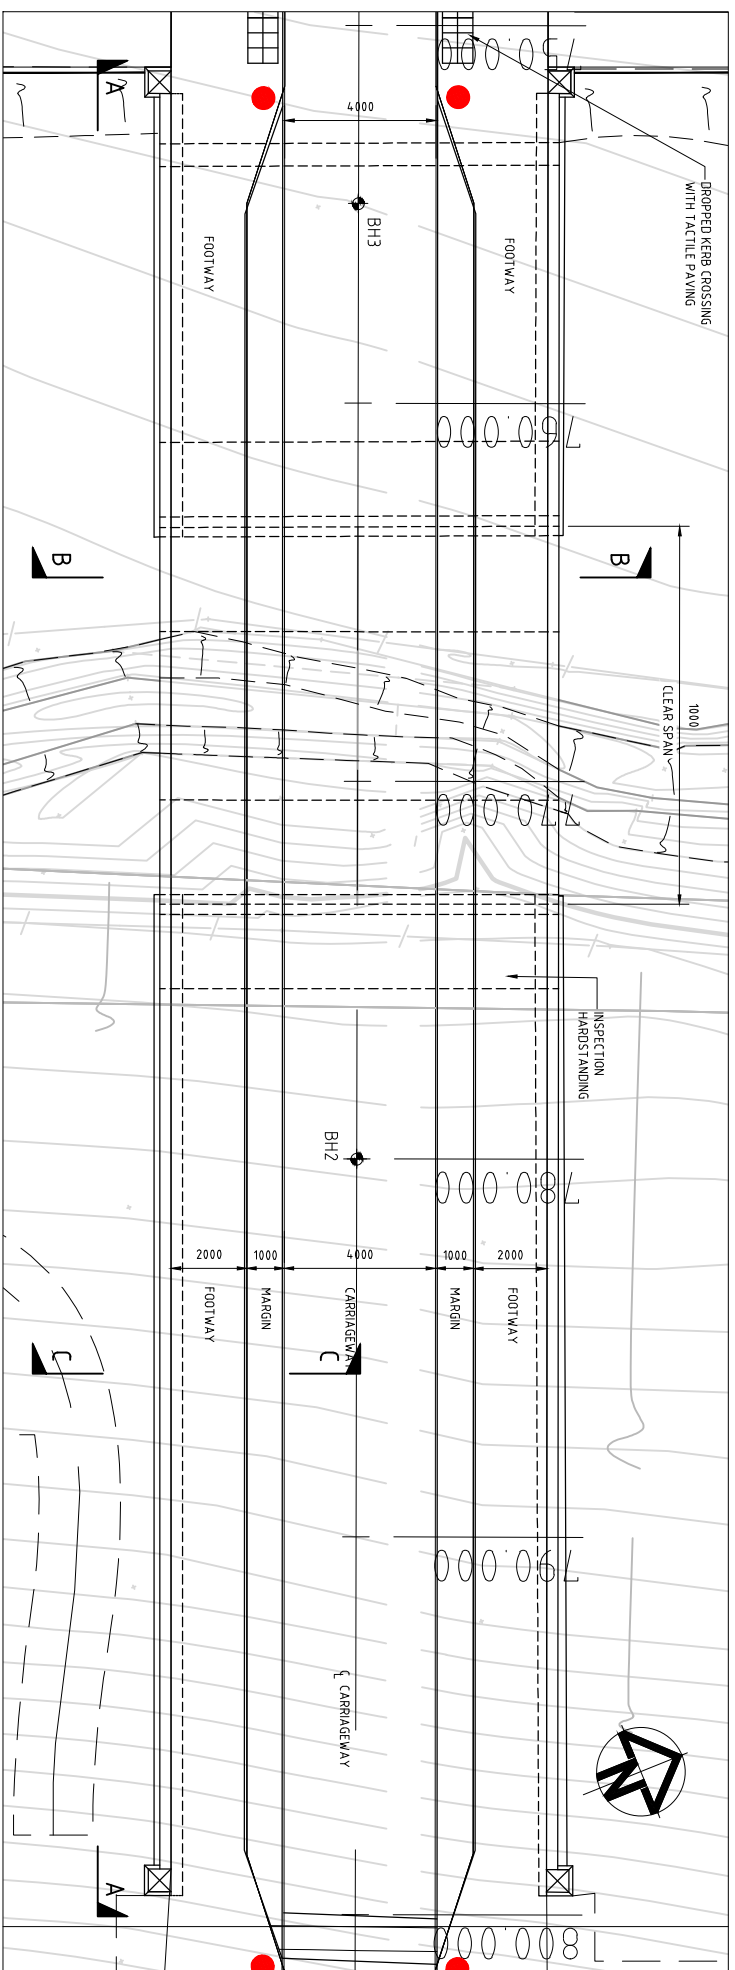 750.000
A
4000
DROPPED KERB CROSSING
WITH TACTILE PAVING
BH3
FOOTWAY
FOOTWAY
760.000
B
B
1000
CLEAR SPAN
770.000
INSPECTION
HARDSTANDING
BH2
780.000
2000
1000
4000
1000
2000
FOOTWAY
MARGIN
CARRIAGEWAY
MARGIN
FOOTWAY
C
C
790.000
℄ CARRIAGEWAY
N
A
800.000